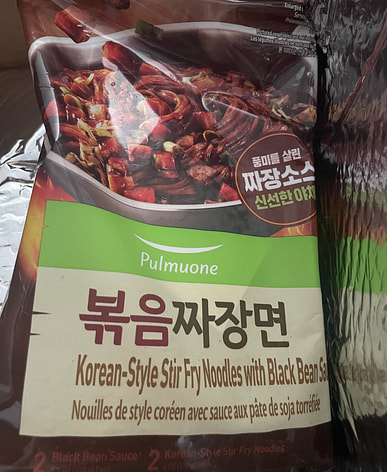 Enlarged
풍미를 살린
짜장소스
신선한 야채
Pulmuone
볶음짜장면
Korean-Style Stir Fry Noodles with Black Bean Sa
Nouilles de style coréen avec sauce aux pâte de soja torréfiée
2 Black Bean Sauce 2 Korean-Style Stir Fry Noodles